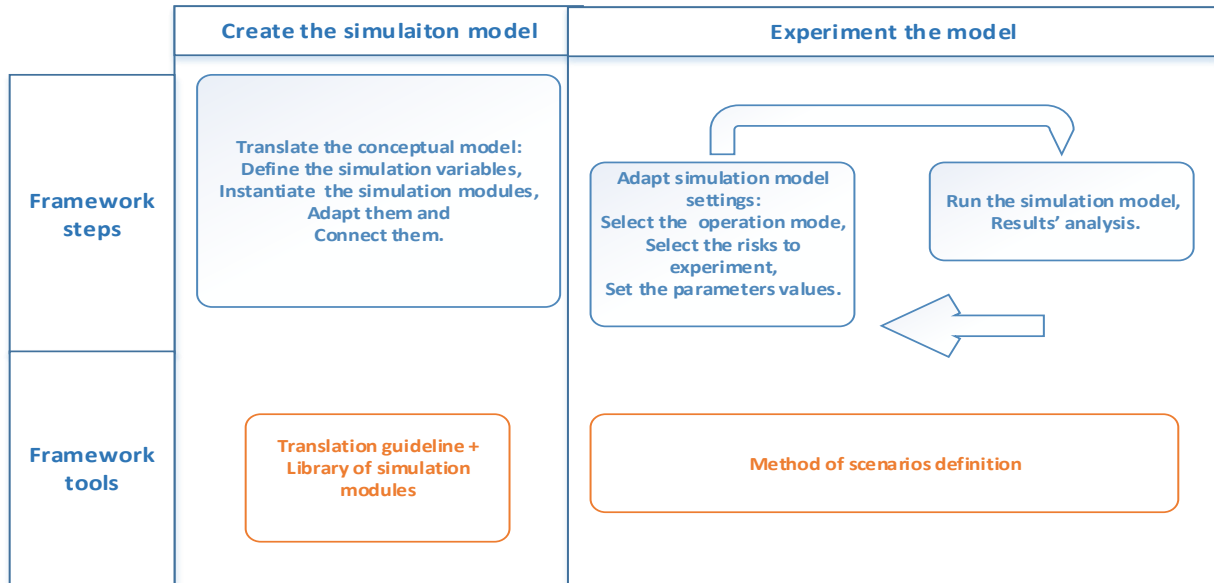 Create the simulaiton model
Experiment the model
Framework
steps
Translate the conceptual model:
Define the simulation variables,
Instantiate the simulation modules,
Adapt them and
Connect them.
Adapt simulation model
settings:
Select the operation mode,
Select the risks to
experiment,
Set the parameters values.
Run the simulation model,
Results’ analysis.
Framework
tools
Translation guideline +
Library of simulation
modules
Method of scenarios definition